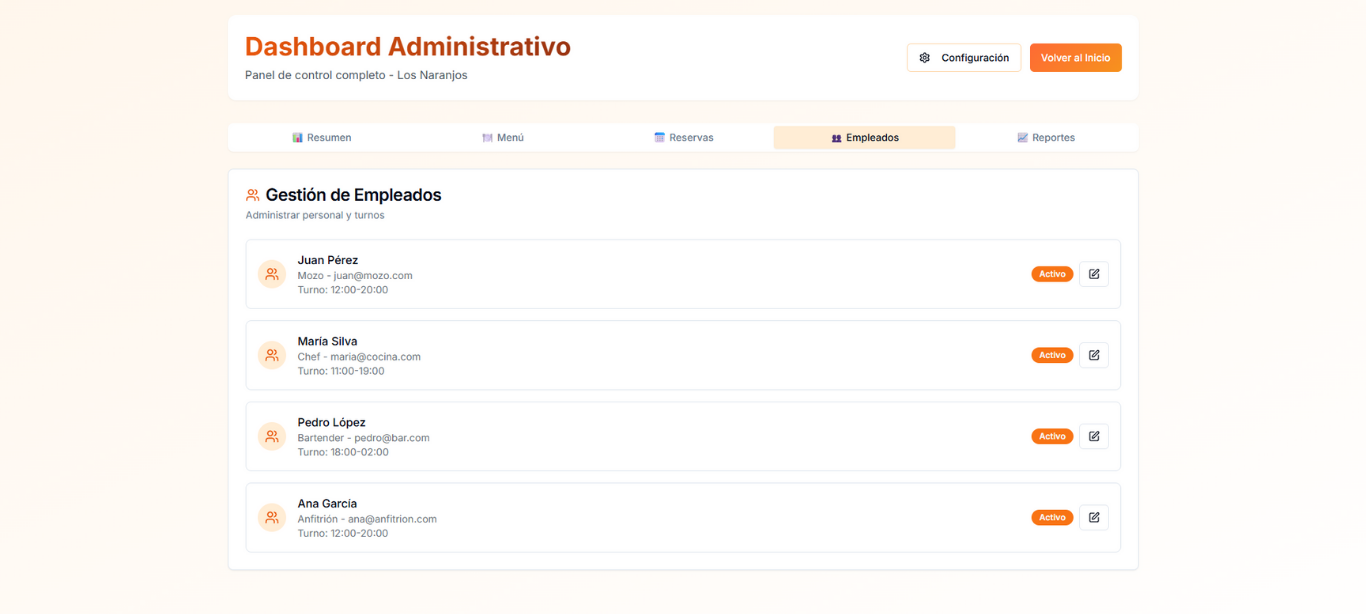 Dashboard Administrativo
Panel de control completo - Los Naranjos
Configuración
Volver al Inicio
Resumen
Menú
Reservas
Empleados
Reportes
Gestión de Empleados
Administrar personal y turnos
Juan Pérez
Mozo - juan@mozo.com
Turno: 12:00-20:00
Activo
María Silva
Chef - maria@cocina.com
Turno: 11:00-19:00
Activo
Pedro López
Bartender - pedro@bar.com
Turno: 18:00-02:00
Activo
Ana García
Anfitrión - ana@anfitrion.com
Turno: 12:00-20:00
Activo